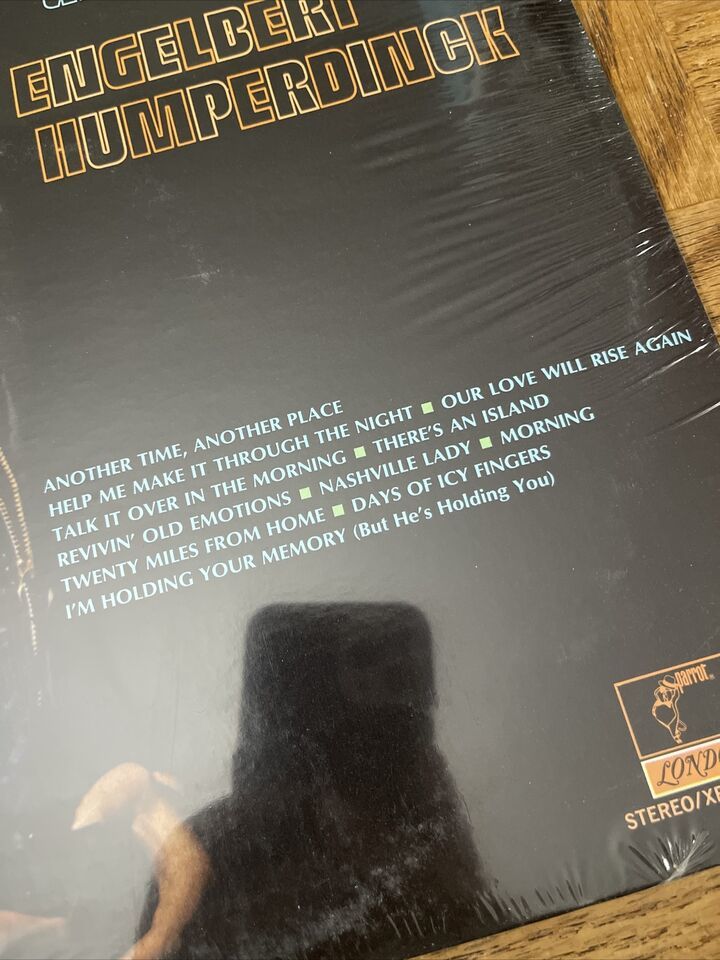 ENGELBERT
HUMPERDINCK
ANOTHER TIME, ANOTHER PLACE
HELP ME MAKE IT THROUGH THE NIGHT ■ OUR LOVE WILL RISE AGAIN
TALK IT OVER IN THE MORNING ■ THERE'S AN ISLAND
REVIVIN' OLD EMOTIONS ■ NASHVILLE LADY ■ MORNING
TWENTY MILES FROM HOME ■ DAYS OF ICY FINGERS
I'M HOLDING YOUR MEMORY (But He's Holding You)
parrot